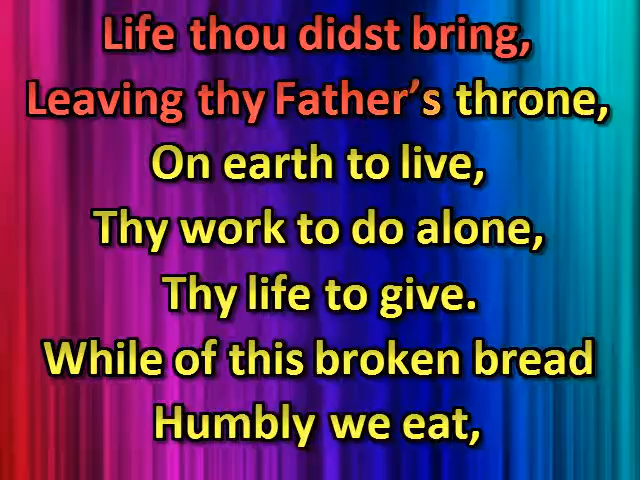 Life thou didst bring,
Leaving thy Father’s throne,
On earth to live,
Thy work to do alone,
Thy life to give.
While of this broken bread
Humbly we eat,